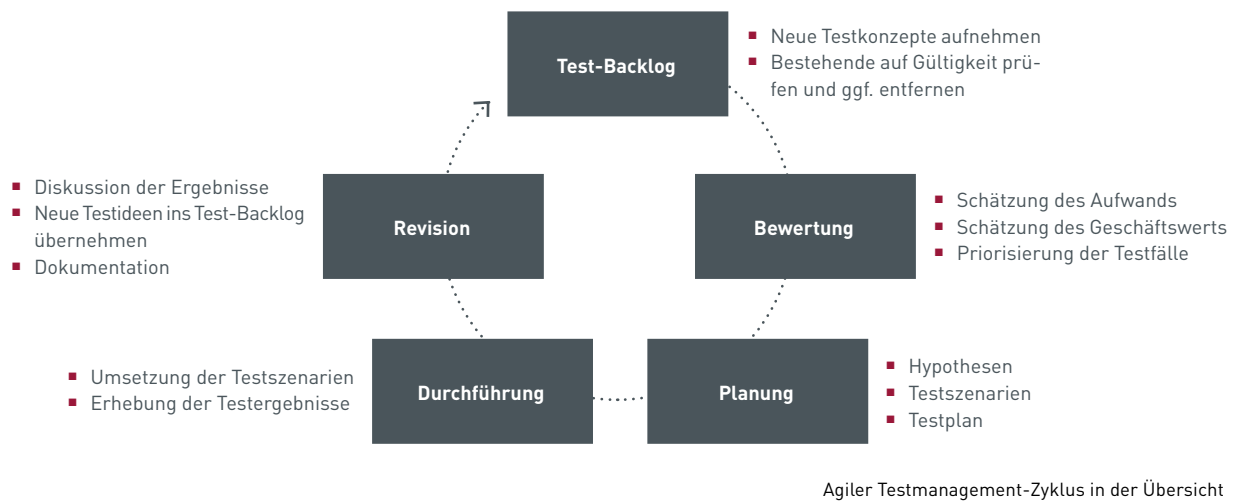 Test-Backlog
■ Neue Testkonzepte aufnehmen
■ Bestehende auf Gültigkeit prü-
fen und ggf. entfernen
Bewertung
■ Schätzung des Aufwands
■ Schätzung des Geschäftswerts
■ Priorisierung der Testfälle
Planung
■ Hypothesen
■ Testszenarien
■ Testplan
Durchführung
■ Umsetzung der Testszenarien
■ Erhebung der Testergebnisse
Revision
■ Diskussion der Ergebnisse
■ Neue Testideen ins Test-Backlog
übernehmen
■ Dokumentation
Agiler Testmanagement-Zyklus in der Übersicht